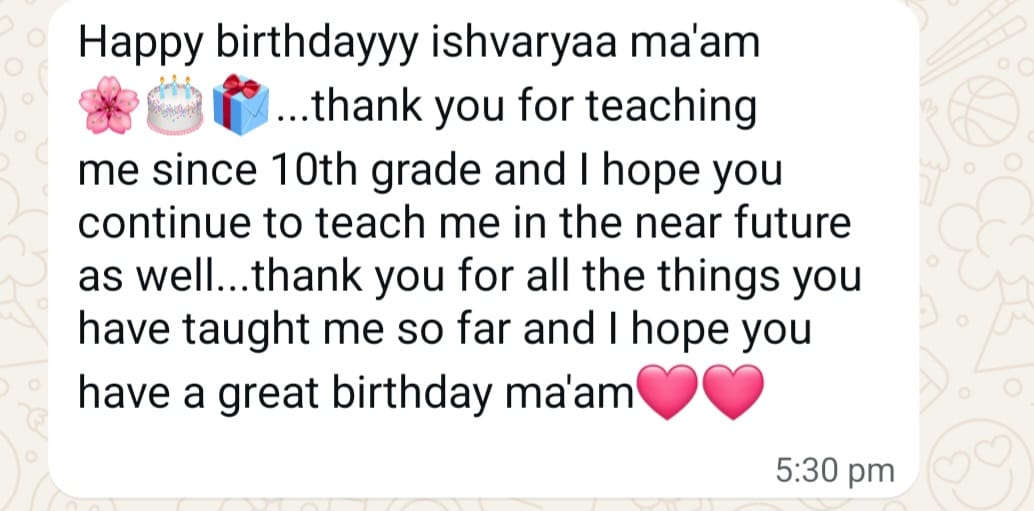 Happy birthdayyy ishvaryaa ma'am
🌸🎂🎁...thank you for teaching
me since 10th grade and I hope you
continue to teach me in the near future
as well...thank you for all the things you
have taught me so far and I hope you
have a great birthday ma'am🩷🩷
5:30 pm